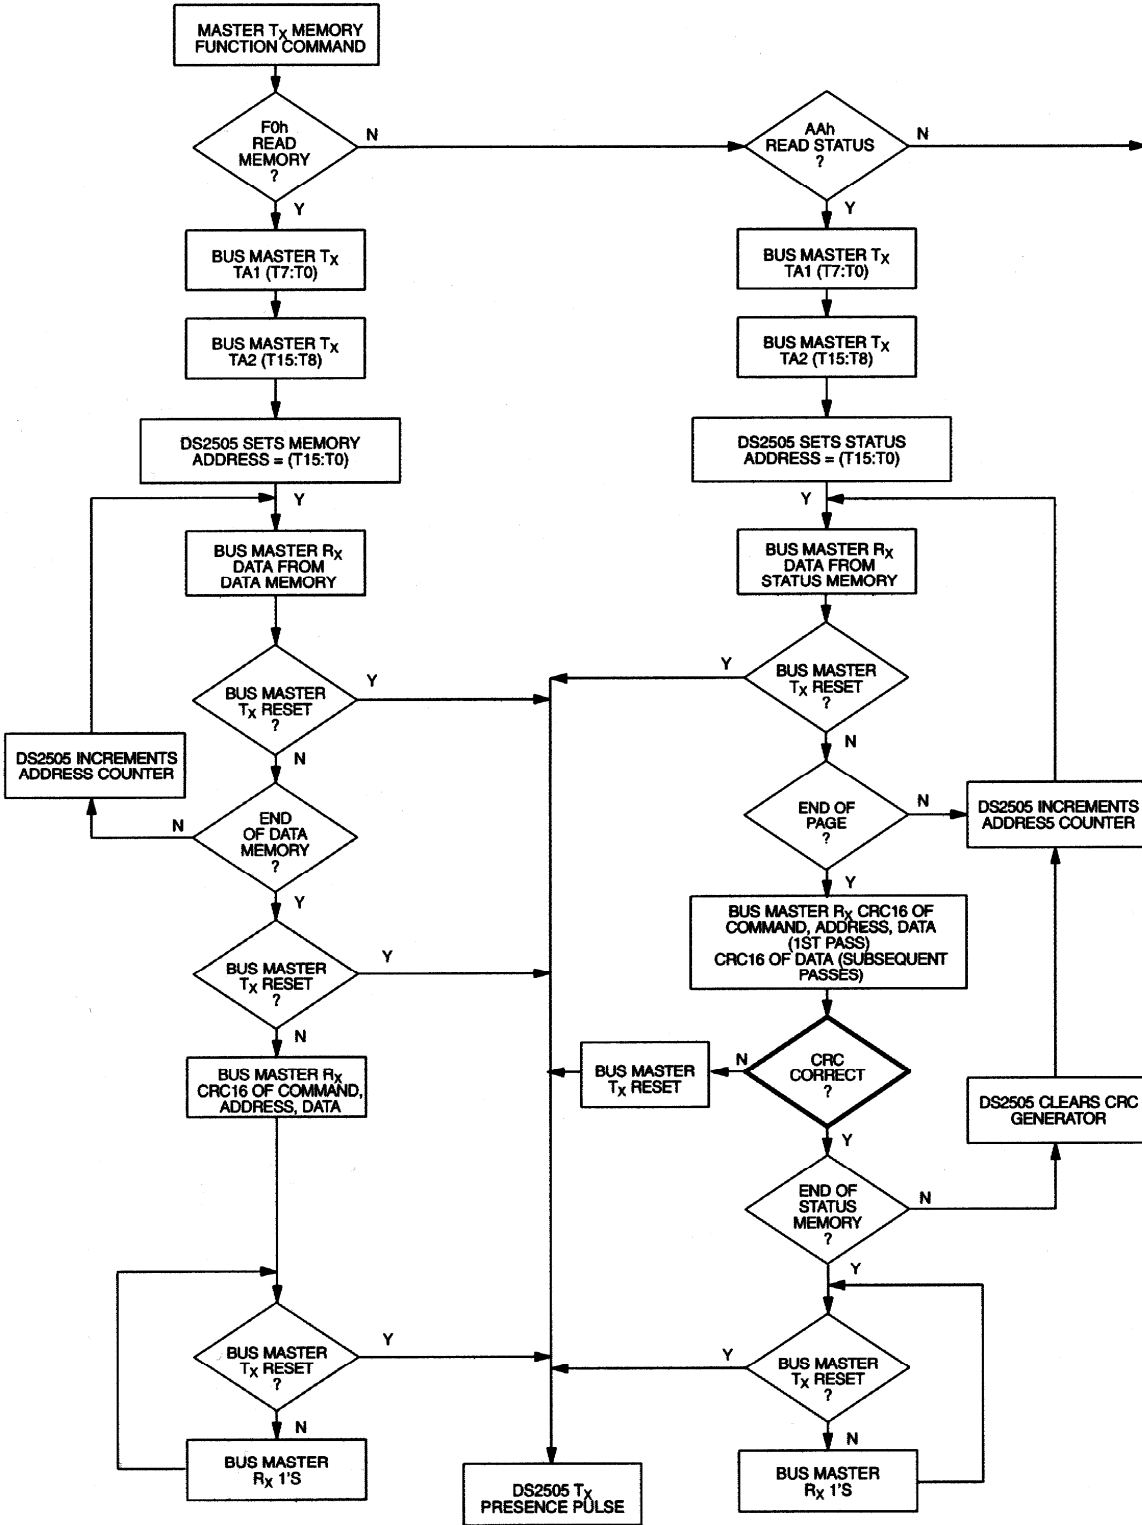 MASTER TX MEMORY
FUNCTION COMMAND
F0h
READ
MEMORY
?
N
Y
AAh
READ STATUS
?
N
Y
BUS MASTER TX
TA1 (T7:T0)
BUS MASTER TX
TA2 (T15:T8)
DS2505 SETS MEMORY
ADDRESS = (T15:T0)
Y
BUS MASTER RX
DATA FROM
DATA MEMORY
BUS MASTER
TX RESET
?
Y
N
DS2505 INCREMENTS
ADDRESS COUNTER
END
OF DATA
MEMORY
?
N
Y
BUS MASTER
TX RESET
?
Y
N
BUS MASTER RX
CRC16 OF COMMAND,
ADDRESS, DATA
BUS MASTER
TX RESET
?
Y
N
BUS MASTER
RX 1'S
BUS MASTER TX
TA1 (T7:T0)
BUS MASTER TX
TA2 (T15:T8)
DS2505 SETS STATUS
ADDRESS = (T15:T0)
Y
BUS MASTER RX
DATA FROM
STATUS MEMORY
Y
BUS MASTER
TX RESET
?
N
END OF
PAGE
?
N
Y
DS2505 INCREMENTS
ADDRES5 COUNTER
BUS MASTER RX CRC16 OF
COMMAND, ADDRESS, DATA
(1ST PASS)
CRC16 OF DATA (SUBSEQUENT
PASSES)
CRC
CORRECT
?
N
Y
BUS MASTER
TX RESET
DS2505 CLEARS CRC
GENERATOR
END OF
STATUS
MEMORY
?
N
Y
Y
BUS MASTER
TX RESET
?
N
BUS MASTER
RX 1'S
DS2505 TX
PRESENCE PULSE